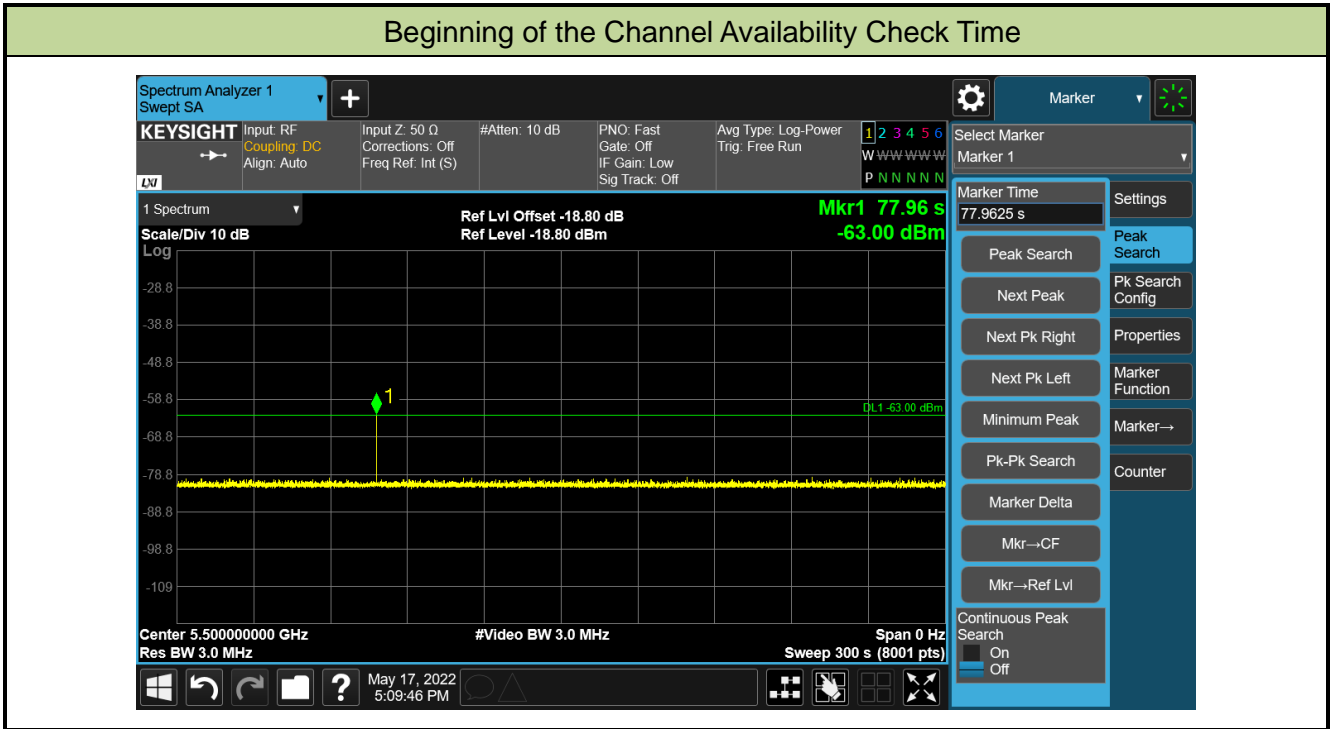 Beginning of the Channel Availability Check Time
Spectrum Analyzer 1
Swept SA
Marker
KEYSIGHT
LXI
Input: RF
Coupling: DC
Align: Auto
Input Z: 50 Ω
Corrections: Off
Freq Ref: Int (S)
#Atten: 10 dB
PNO: Fast
Gate: Off
IF Gain: Low
Sig Track: Off
Avg Type: Log-Power
Trig: Free Run
1 2 3 4 5 6
W W W W W W
P N N N N N
Select Marker
Marker 1
1 Spectrum
Scale/Div 10 dB
Ref Lvl Offset -18.80 dB
Ref Level -18.80 dBm
Mkr1 77.96 s
-63.00 dBm
Log
-28.8
-38.8
-48.8
-58.8
-68.8
-78.8
-88.8
-98.8
-109
1
DL1 -63.00 dBm
Center 5.500000000 GHz
Res BW 3.0 MHz
#Video BW 3.0 MHz
Span 0 Hz
Sweep 300 s (8001 pts)
Marker Time
77.9625 s
Peak Search
Next Peak
Next Pk Right
Next Pk Left
Minimum Peak
Pk-Pk Search
Marker Delta
Mkr→CF
Mkr→Ref Lvl
Continuous Peak
Search
On
Off
Settings
Peak
Search
Pk Search
Config
Properties
Marker
Function
Marker→
Counter
?
May 17, 2022
5:09:46 PM